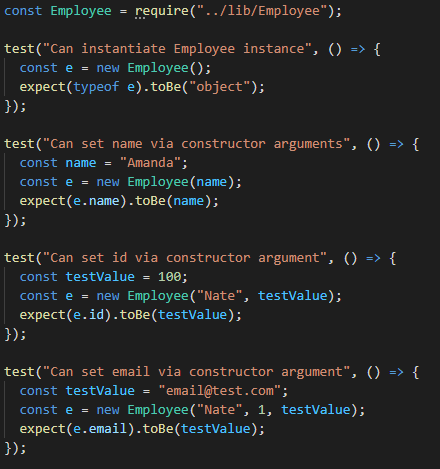 const Employee = require("../lib/Employee");

test("Can instantiate Employee instance", () => {
  const e = new Employee();
  expect(typeof e).toBe("object");
});

test("Can set name via constructor arguments", () => {
  const name = "Amanda";
  const e = new Employee(name);
  expect(e.name).toBe(name);
});

test("Can set id via constructor argument", () => {
  const testValue = 100;
  const e = new Employee("Nate", testValue);
  expect(e.id).toBe(testValue);
});

test("Can set email via constructor argument", () => {
  const testValue = "email@test.com";
  const e = new Employee("Nate", 1, testValue);
  expect(e.email).toBe(testValue);
});